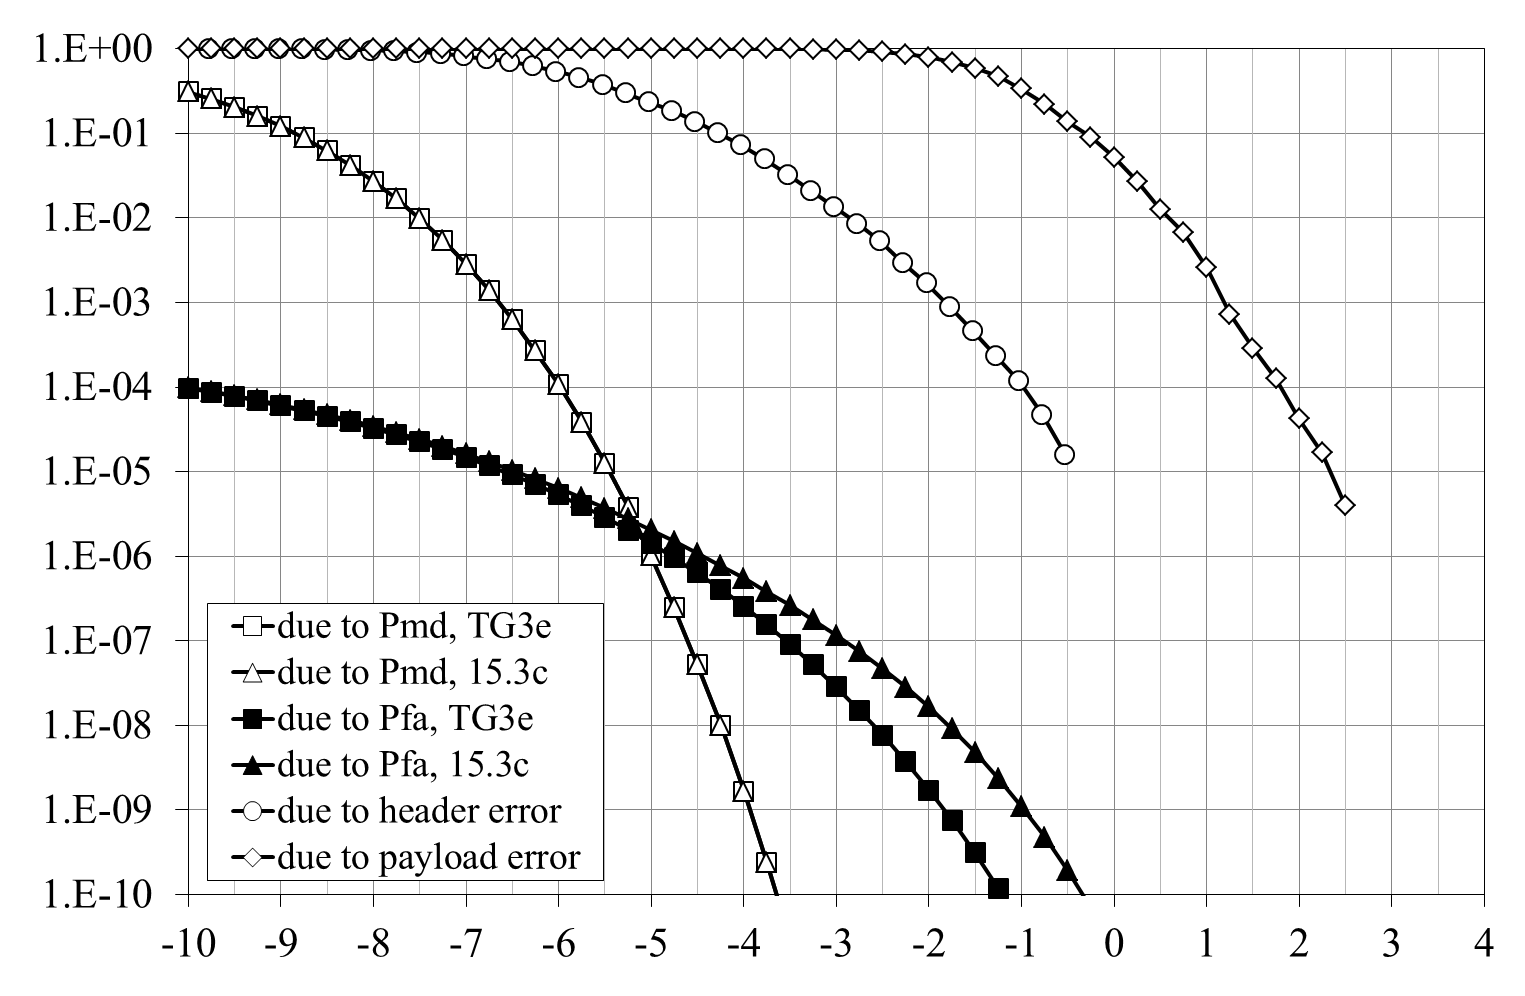 1.E+00
1.E-01
1.E-02
1.E-03
1.E-04
1.E-05
1.E-06
1.E-07
1.E-08
1.E-09
1.E-10
due to Pmd, TG3e
due to Pmd, 15.3c
due to Pfa, TG3e
due to Pfa, 15.3c
due to header error
due to payload error
-10 -9 -8 -7 -6 -5 -4 -3 -2 -1 0 1 2 3 4